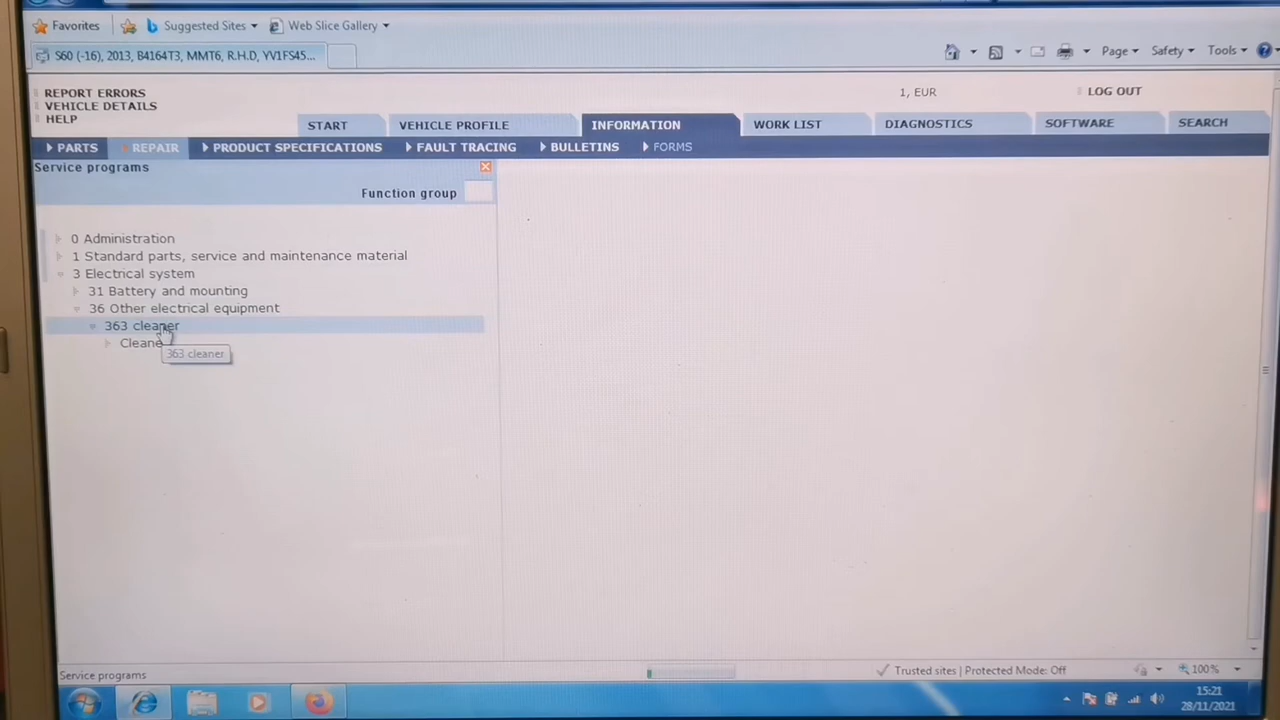 Favorites Suggested Sites Web Slice Gallery
S60 (-16), 2013, B4164T3, MMT6, R.H.D, YV1FS45... Page Safety Tools
REPORT ERRORS 1, EUR LOG OUT
VEHICLE DETAILS
HELP
START VEHICLE PROFILE INFORMATION WORK LIST DIAGNOSTICS SOFTWARE SEARCH
PARTS REPAIR PRODUCT SPECIFICATIONS FAULT TRACING BULLETINS FORMS
Service programs
Function group
0 Administration
1 Standard parts, service and maintenance material
3 Electrical system
31 Battery and mounting
36 Other electrical equipment
363 cleaner
Cleane
363 cleaner
Service programs Trusted sites | Protected Mode: Off 100%
15:21
28/11/2021